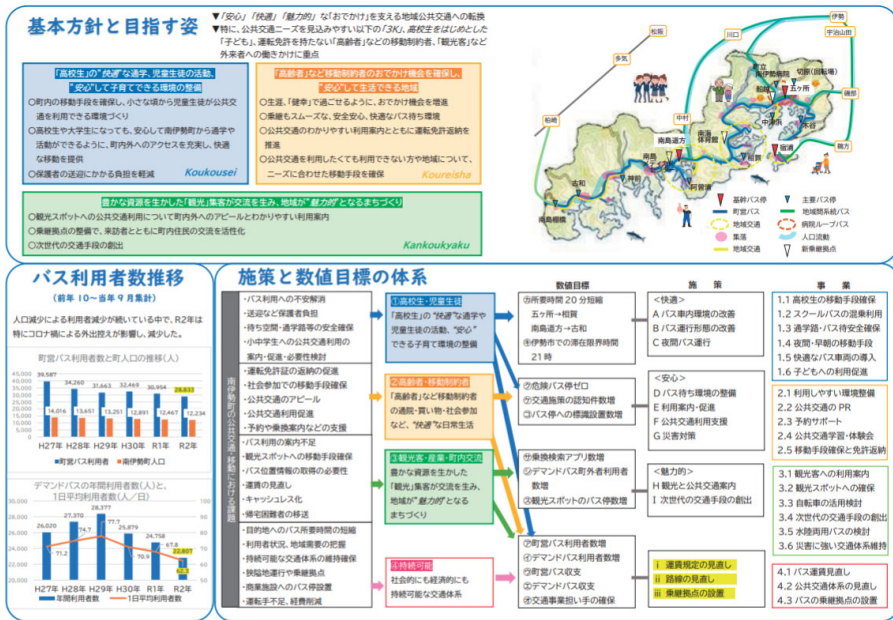 基本方針と目指す姿
▼「安心」「快適」「魅力的」な「おでかけ」を支える地域公共交通への転換
▼特に、公共交通ニーズを見込みやすい以下の「3K」、高校生をはじめとした
「子ども」、運転免許を持たない「高齢者」などの移動制約者、「観光客」など
外来者への働きかけに重点
「高校生」の"快適"な通学、児童生徒の活動、
"安心"して子育てできる環境の整備
○町内の移動手段を確保し、小さな頃から児童生徒が公共交
通を利用できる環境づくり
○高校生や大学生になっても、安心して南伊勢町から通学や
活動ができるように、町内外へのアクセスを充実し、快適
な移動を提供
○保護者の送迎にかかる負担を軽減
Koukousei
「高齢者」など移動制約者のおでかけ機会を確保し、
"安心"して生活できる地域
○生涯、「健幸」で過ごせるように、おでかけ機会を増進
○乗継もスムーズな、安全安心、快適なバス待ち環境
○公共交通のわかりやすい利用案内とともに運転免許返納を
推進
○公共交通を利用したくても利用できない方や地域について、
ニーズに合わせた移動手段を確保
Koureisha
豊かな資源を生かした「観光」集客が交流を生み、地域が"魅力的"となるまちづくり
○観光スポットへの公共交通利用について町内外へのアピールとわかりやすい利用案内
○乗継拠点の整備で、来訪者とともに町内住民の交流を活性化
○次世代の交通手段の創出
Kankoukyaku
松阪
多気
川口
伊勢
宇治山田
町立
南伊勢病院
切原(回転場)
船越
五ヶ所
磯部
中津浜
木谷
鵜方
宿浦
相賀
中村
南海
体育館
南島道方
南島
阿曽浦
神前
古和
南島棚橋
柏崎
基幹バス停
主要バス停
町営バス
地域間系統バス
地域交通
病院ループバス
集落
人口流動
地域交通
新乗継拠点
バス利用者数推移
(前年10~当年9月集計)
人口減少による利用者減少が続いている中で、R2年は
特にコロナ禍による外出控えが影響し、減少した。
町営バス利用者数と町人口の推移(人)
45,000
40,000
35,000
30,000
25,000
20,000
15,000
10,000
5,000
0
39,587
34,260
31,663
32,469
30,954
28,833
14,016
13,651
13,251
12,891
12,467
12,234
H27年 H28年 H29年 H30年 R1年 R2年
町営バス利用者 南伊勢町人口
デマンドバスの年間利用者数(人)と、
1日平均利用者数(人/日)
30,000
28,000
26,000
24,000
22,000
100
90
80
70
60
50
26,020
27,370
28,377
25,879
24,758
22,807
71.2
74.7
77.7
70.9
67.8
H27年 H28年 H29年 H30年 R1年 R2年
年間利用者数 1日平均利用者数
施策と数値目標の体系
南伊勢町の公共交通・移動における課題
・バス利用への不安解消
・送迎など保護者負担
・待ち空間・通学路等の安全確保
・小中学生への公共交通利用の
案内・促進・必要性検討
・運転免許証の返納の促進
・社会参加での移動手段確保
・公共交通のアピール
・公共交通利用促進
・予約や乗換案内などの支援
・バス利用の案内不足
・観光スポットへの移動手段確保
・バス位置情報の取得の必要性
・運賃の見直し
・キャッシュレス化
・帰宅困難者の移送
・目的地へのバス所要時間の短縮
・利用者状況、地域需要の把握
・持続可能な交通体系の維持確保
・狭隘地運行や乗継拠点
・商業施設へのバス停設置
・運転手不足、経費削減
①高校生・児童生徒
「高校生」の"快適"な通学や
児童生徒の活動、"安心"
できる子育て環境の整備
②高齢者・移動制約者
「高齢者」など移動制約者
の通院・買い物・社会参加
など、"快適"な日常生活
③観光客・産業・町内交流
豊かな資源を生かした
「観光」集客が交流を生み、
地域が"魅力的"となる
まちづくり
④持続可能
社会的にも経済的にも
持続可能な交通体系
数値目標
㋕所要時間20分短縮
五ヶ所→相賀
南島道方→古和
㋖伊勢市での滞在限界時間
21時
㋗危険バス停ゼロ
㋘交通施策の認知件数増
㋙バス停への標識設置数増
㋚乗換検索アプリ数増
㋛デマンドバス町外者利用者
数増
㋜観光スポットのバス停数増
㋐町営バス利用者数増
㋑デマンドバス利用者数増
㋒町営バス収支
㋓デマンドバス収支
㋔交通事業担い手の確保
施 策
<快適>
A バス車内環境の改善
B バス運行形態の改善
C 夜間バス運行
<安心>
D バス待ち環境の整備
E 利用案内・促進
F 公共交通利用支援
G 災害対策
<魅力的>
H 観光と公共交通案内
I 次世代の交通手段の創出
i 運賃規定の見直し
ii 路線の見直し
iii 乗継拠点の設置
事 業
1.1 高校生の移動手段確保
1.2 スクールバスの混乗利用
1.3 通学路・バス待安全確保
1.4 夜間・早朝の移動手段
1.5 快適なバス車両の導入
1.6 子どもへの利用促進
2.1 利用しやすい環境整備
2.2 公共交通のPR
2.3 予約サポート
2.4 公共交通学習・体験会
2.5 移動手段確保と免許返納
3.1 観光客への利用案内
3.2 観光スポットへの確保
3.3 自転車の活用検討
3.4 次世代の交通手段の創出
3.5 水陸両用バスの検討
3.6 災害に強い交通体系維持
4.1 バス運賃見直し
4.2 公共交通体系の見直し
4.3 バスの乗継拠点の設置